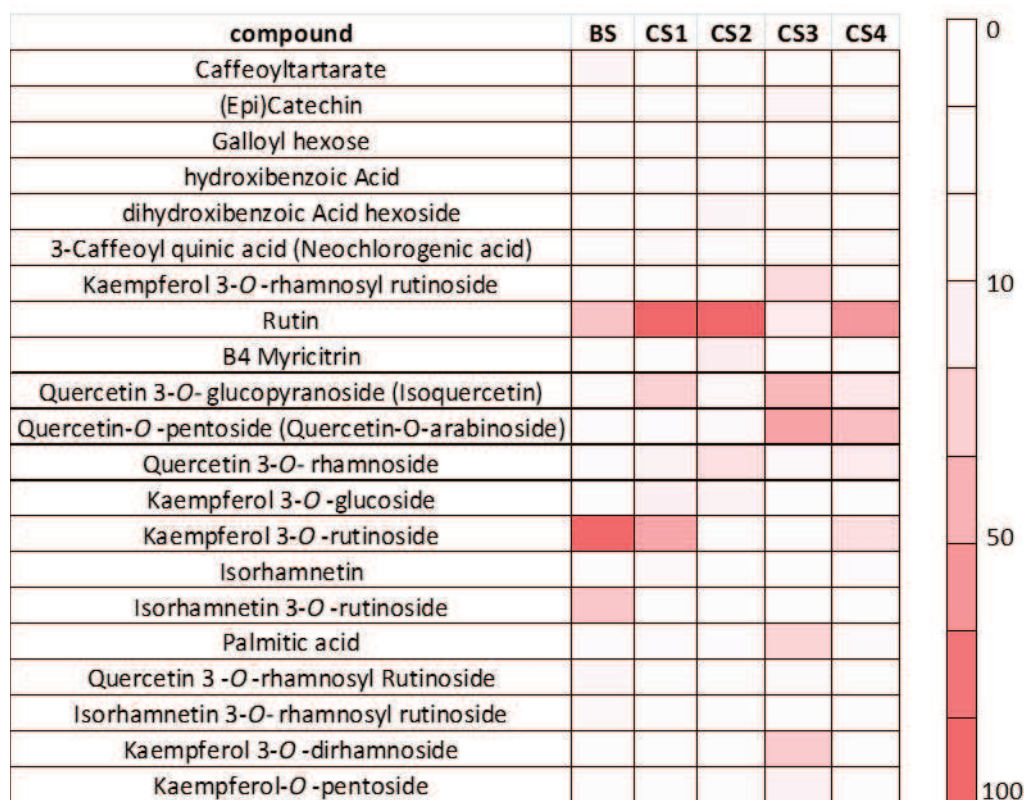 compound BS CS1 CS2 CS3 CS4
Caffeoyltartarate
(Epi)Catechin
Galloyl hexose
hydroxibenzoic Acid
dihydroxibenzoic Acid hexoside
3-Caffeoyl quinic acid (Neochlorogenic acid)
Kaempferol 3-O -rhamnosyl rutinoside
Rutin
B4 Myricitrin
Quercetin 3-O- glucopyranoside (Isoquercetin)
Quercetin-O -pentoside (Quercetin-O-arabinoside)
Quercetin 3-O- rhamnoside
Kaempferol 3-O -glucoside
Kaempferol 3-O -rutinoside
Isorhamnetin
Isorhamnetin 3-O -rutinoside
Palmitic acid
Quercetin 3 -O -rhamnosyl Rutinoside
Isorhamnetin 3-O- rhamnosyl rutinoside
Kaempferol 3-O -dirhamnoside
Kaempferol-O -pentoside
0
10
50
100